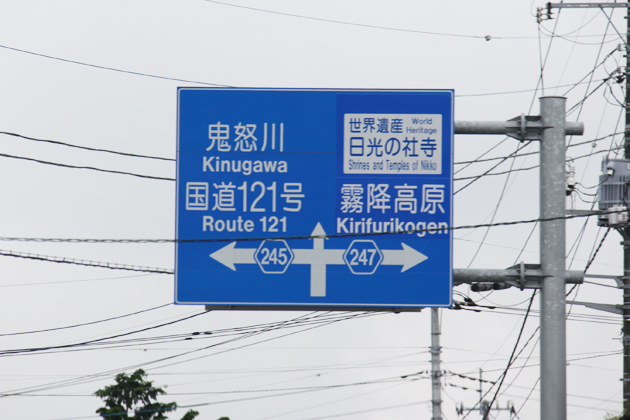 鬼怒川
Kinugawa
国道121号
Route 121
世界遺産 World Heritage
日光の社寺
Shrines and Temples of Nikko
霧降高原
Kirifurikogen
245
247